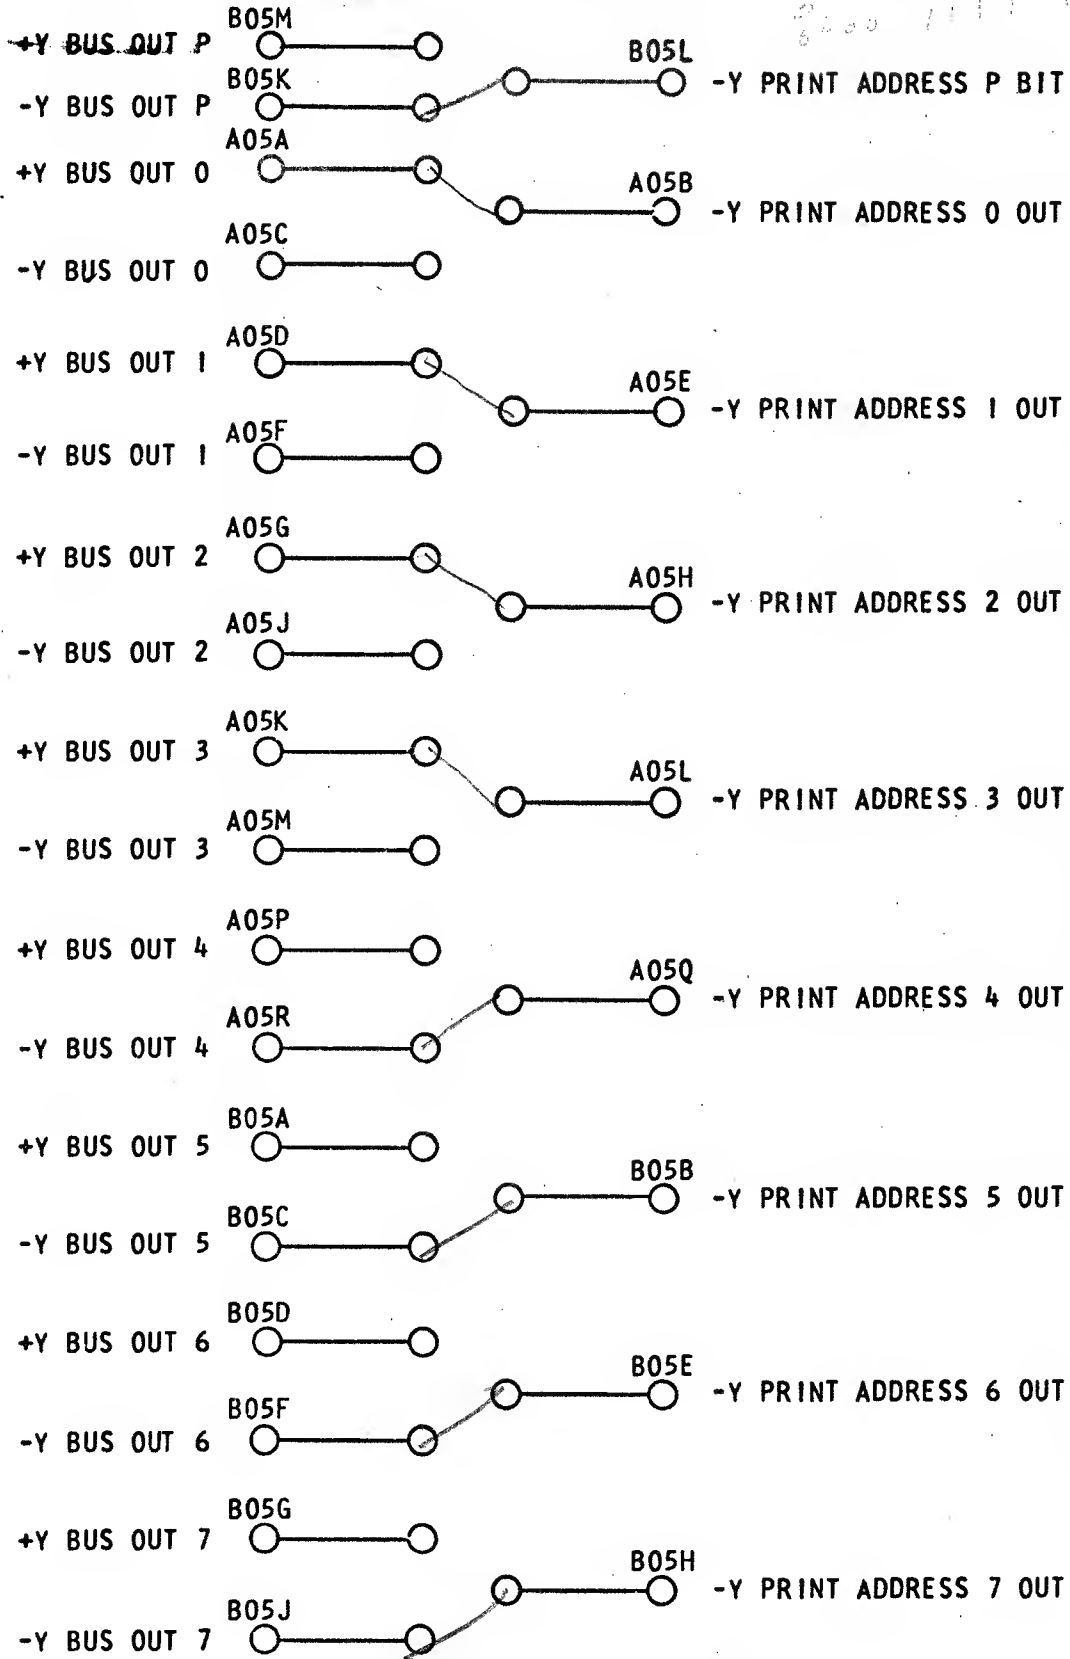 B05M
+Y BUS OUT P
B05L
-Y PRINT ADDRESS P BIT
B05K
-Y BUS OUT P
A05A
+Y BUS OUT 0
A05B
-Y PRINT ADDRESS 0 OUT
A05C
-Y BUS OUT 0
A05D
+Y BUS OUT 1
A05E
-Y PRINT ADDRESS 1 OUT
A05F
-Y BUS OUT 1
A05G
+Y BUS OUT 2
A05H
-Y PRINT ADDRESS 2 OUT
A05J
-Y BUS OUT 2
A05K
+Y BUS OUT 3
A05L
-Y PRINT ADDRESS 3 OUT
A05M
-Y BUS OUT 3
A05P
+Y BUS OUT 4
A05Q
-Y PRINT ADDRESS 4 OUT
A05R
-Y BUS OUT 4
B05A
+Y BUS OUT 5
B05B
-Y PRINT ADDRESS 5 OUT
B05C
-Y BUS OUT 5
B05D
+Y BUS OUT 6
B05E
-Y PRINT ADDRESS 6 OUT
B05F
-Y BUS OUT 6
B05G
+Y BUS OUT 7
B05H
-Y PRINT ADDRESS 7 OUT
B05J
-Y BUS OUT 7